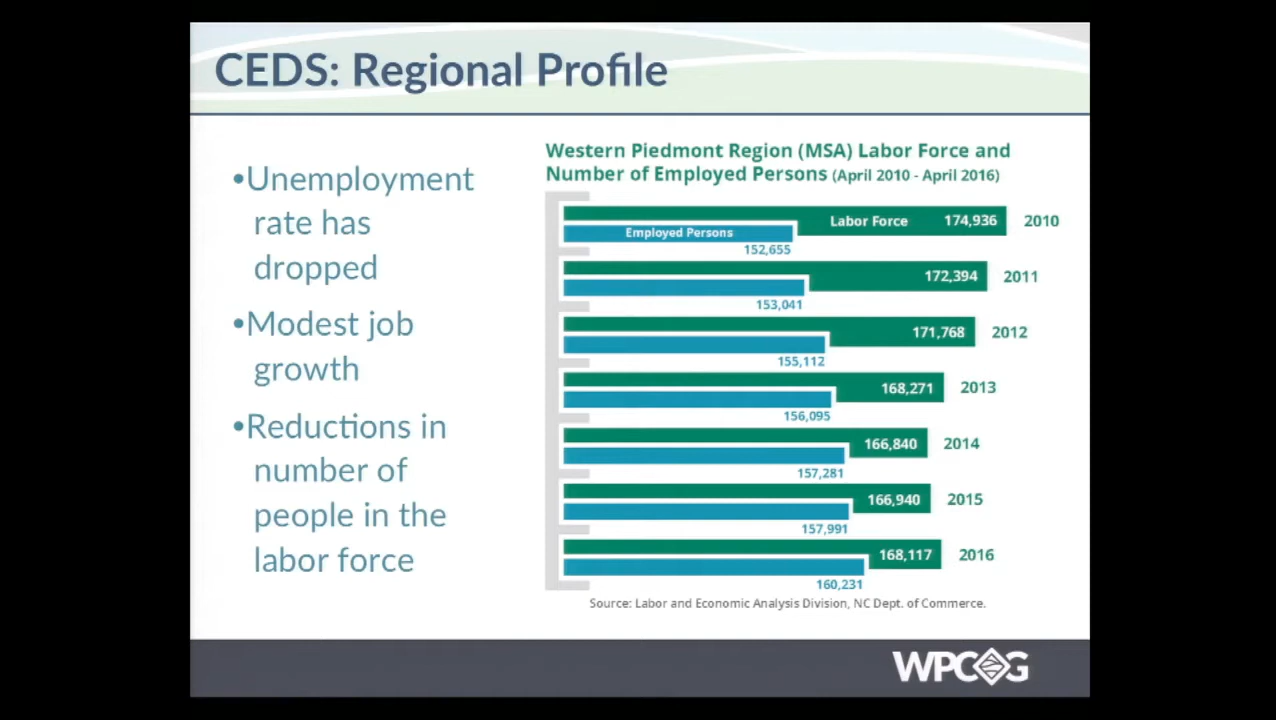 CEDS: Regional Profile
•Unemployment
rate has
dropped
•Modest job
growth
•Reductions in
number of
people in the
labor force
Western Piedmont Region (MSA) Labor Force and
Number of Employed Persons (April 2010 - April 2016)
Labor Force 174,936 2010
Employed Persons
152,655
172,394 2011
153,041
171,768 2012
155,112
168,271 2013
156,095
166,840 2014
157,281
166,940 2015
157,991
168,117 2016
160,231
Source: Labor and Economic Analysis Division, NC Dept. of Commerce.
WPCOG